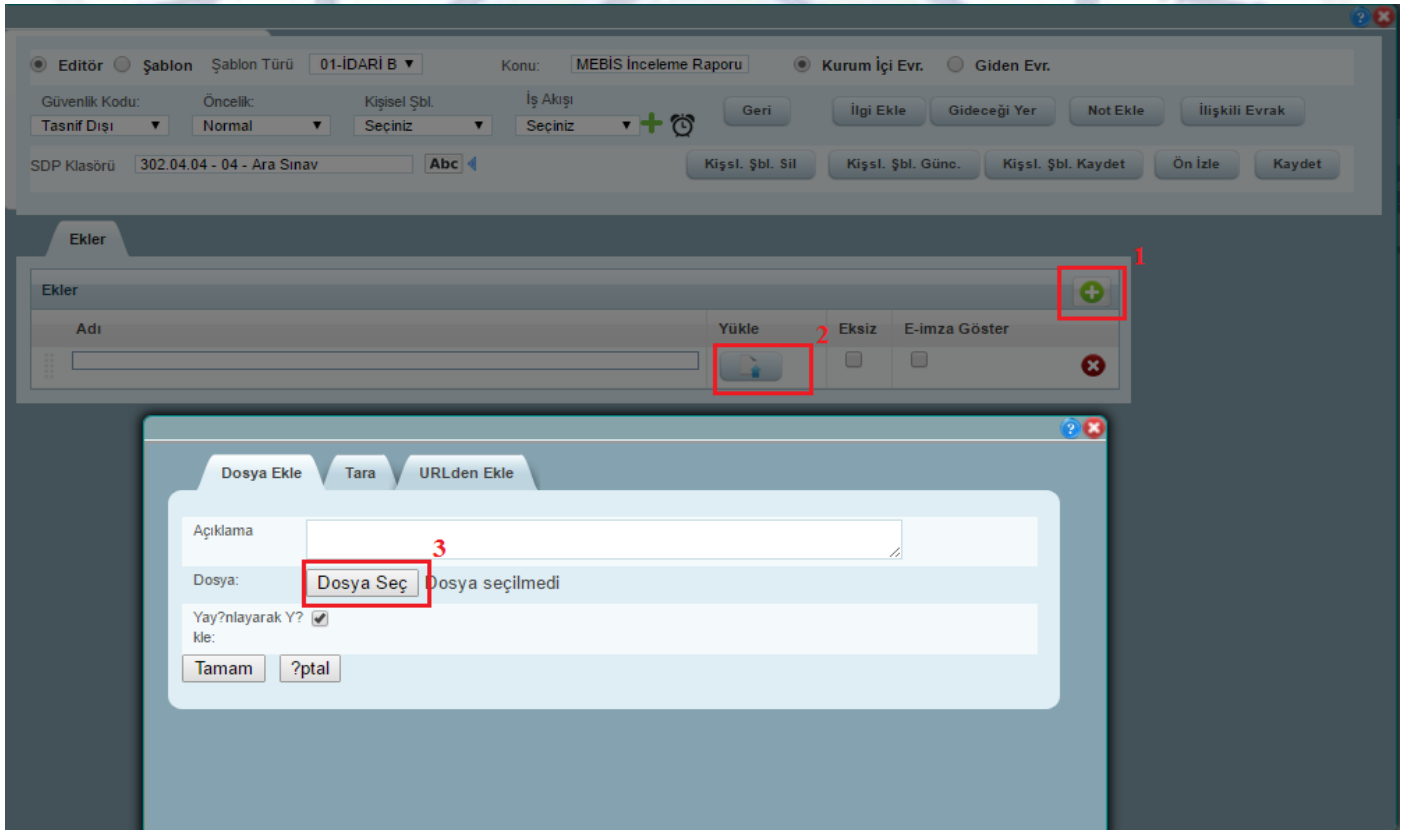 Editör Şablon Şablon Türü 01-İDARİ B ▼ Konu: MEBİS İnceleme Raporu Kurum İçi Evr. Giden Evr.
Güvenlik Kodu: Öncelik: Kişisel Şbl. İş Akışı
Tasnif Dışı ▼ Normal ▼ Seçiniz ▼ Seçiniz ▼ Geri İlgi Ekle Gideceği Yer Not Ekle İlişkili Evrak
SDP Klasörü 302.04.04 - 04 - Ara Sınav Abc Kişsl. Şbl. Sil Kişsl. Şbl. Günc. Kişsl. Şbl. Kaydet Ön İzle Kaydet
Ekler
1
Ekler
Adı Yükle Eksiz E-imza Göster
2
Dosya Ekle Tara URLden Ekle
Açıklama
3
Dosya: Dosya Seç Dosya seçilmedi
Yay?nlayarak Y?
kle:
Tamam ?ptal